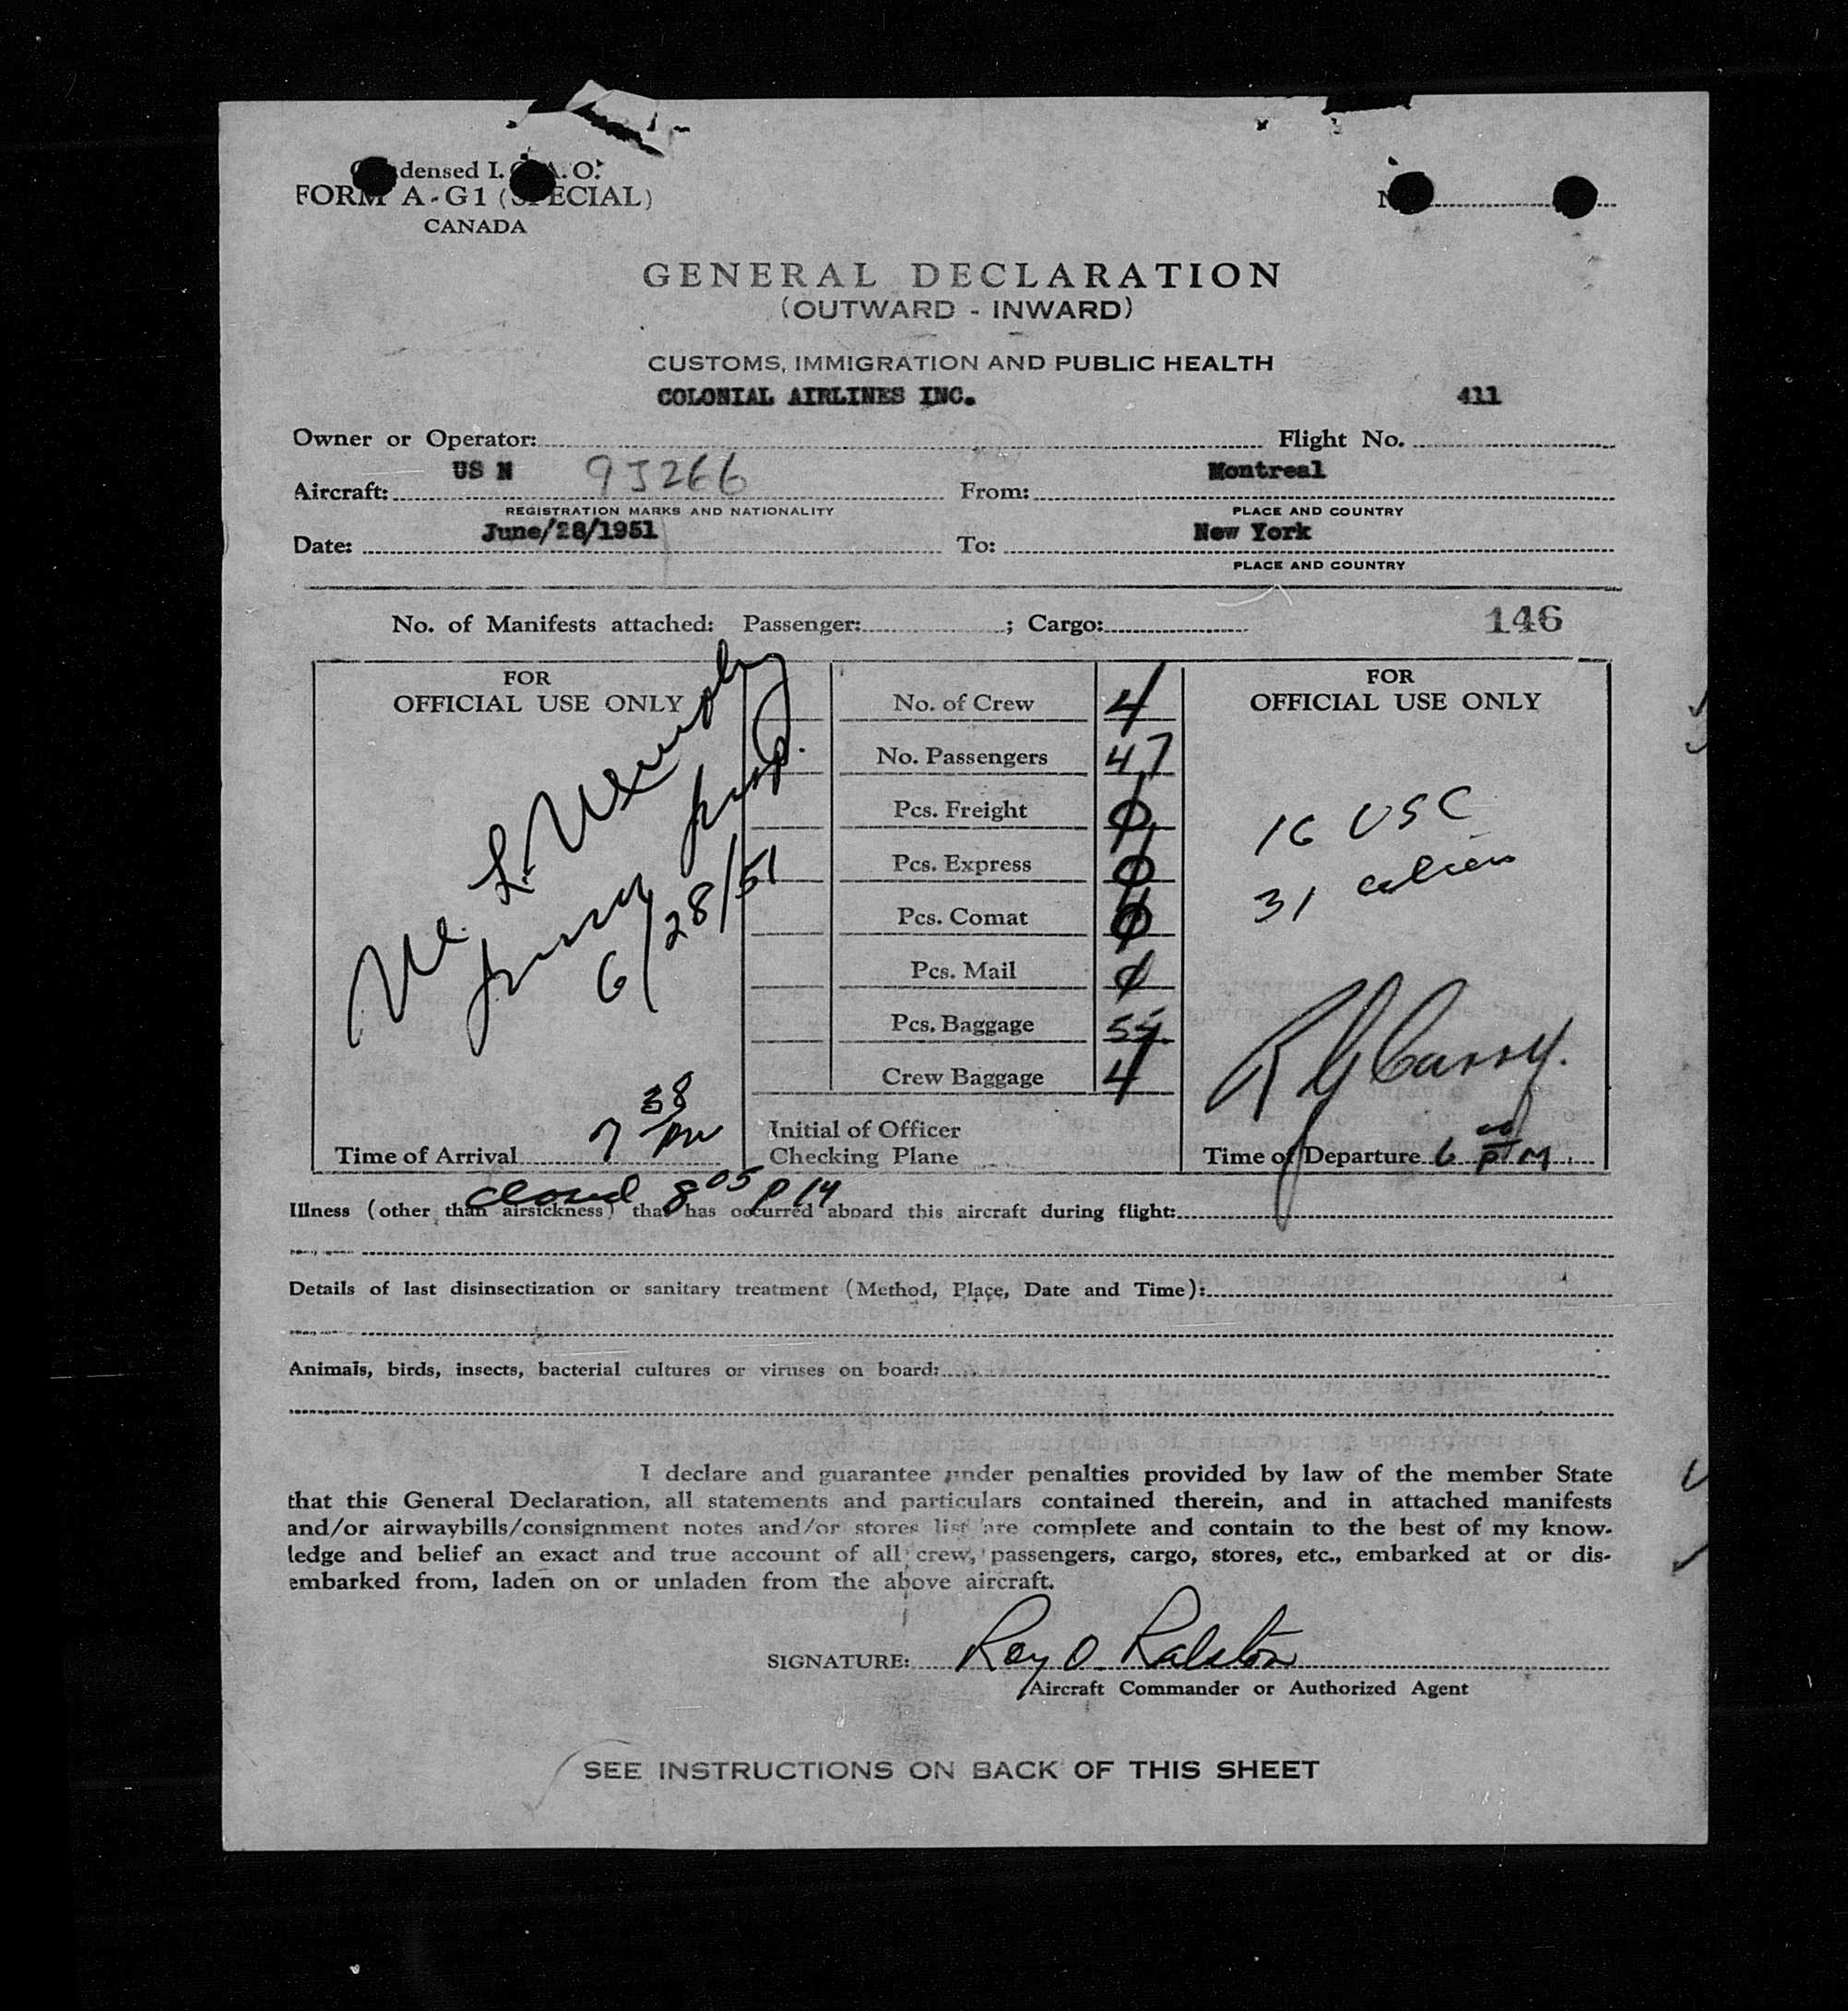 Condensed I.C.A.O.
FORM A-G1 (SPECIAL)
CANADA
GENERAL DECLARATION
(OUTWARD - INWARD)
CUSTOMS, IMMIGRATION AND PUBLIC HEALTH
COLONIAL AIRLINES INC. 411
Owner or Operator: Flight No.
US N 93266 Montreal
Aircraft: From:
REGISTRATION MARKS AND NATIONALITY PLACE AND COUNTRY
June/28/1951 New York
Date: To:
PLACE AND COUNTRY
No. of Manifests attached: Passenger: ; Cargo: 146
FOR
OFFICIAL USE ONLY
6/28/51
38
7 PM
Time of Arrival
No. of Crew 4
No. Passengers 47
Pcs. Freight 0
Pcs. Express 0
Pcs. Comat 0
Pcs. Mail 0
Pcs. Baggage 54
Crew Baggage 4
Initial of Officer
Checking Plane
FOR
OFFICIAL USE ONLY
16 USC
31 alien
Time of Departure 6 00 PM
closed 8 05 PM
Illness (other than airsickness) that has occurred aboard this aircraft during flight:
Details of last disinsectization or sanitary treatment (Method, Place, Date and Time):
Animals, birds, insects, bacterial cultures or viruses on board:
I declare and guarantee under penalties provided by law of the member State
that this General Declaration, all statements and particulars contained therein, and in attached manifests
and/or airwaybills/consignment notes and/or stores list are complete and contain to the best of my know-
ledge and belief an exact and true account of all crew, passengers, cargo, stores, etc., embarked at or dis-
embarked from, laden on or unladen from the above aircraft.
SIGNATURE: Roy O. Ralston
Aircraft Commander or Authorized Agent
SEE INSTRUCTIONS ON BACK OF THIS SHEET